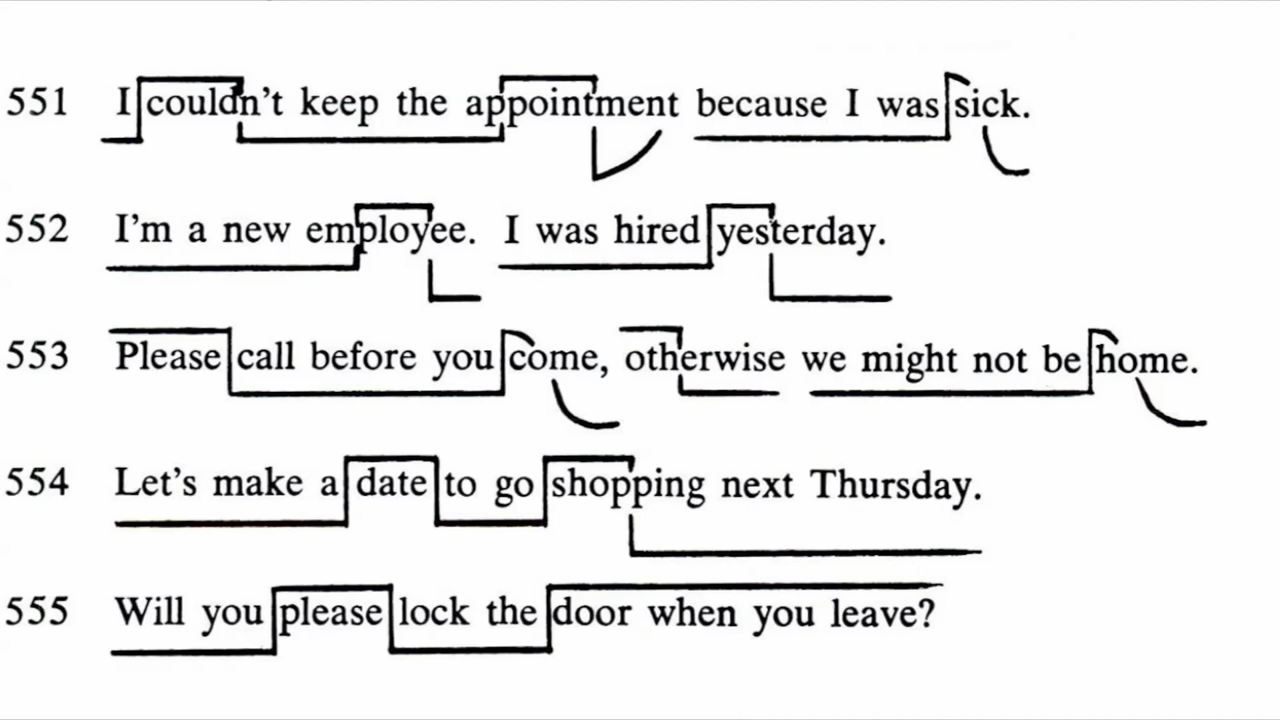 551 I couldn't keep the appointment because I was sick.
552 I'm a new employee. I was hired yesterday.
553 Please call before you come, otherwise we might not be home.
554 Let's make a date to go shopping next Thursday.
555 Will you please lock the door when you leave?